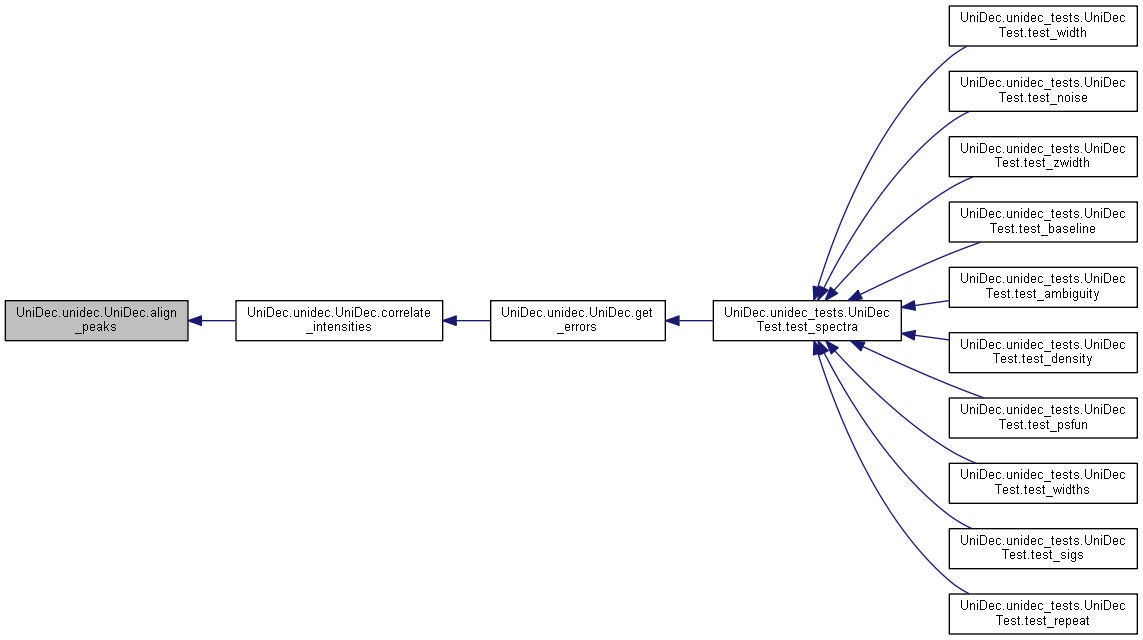 UniDec.unidec.UniDec.align
_peaks
UniDec.unidec.UniDec.correlate
_intensities
UniDec.unidec.UniDec.get
_errors
UniDec.unidec_tests.UniDec
Test.test_spectra
UniDec.unidec_tests.UniDec
Test.test_width
UniDec.unidec_tests.UniDec
Test.test_noise
UniDec.unidec_tests.UniDec
Test.test_zwidth
UniDec.unidec_tests.UniDec
Test.test_baseline
UniDec.unidec_tests.UniDec
Test.test_ambiguity
UniDec.unidec_tests.UniDec
Test.test_density
UniDec.unidec_tests.UniDec
Test.test_psfun
UniDec.unidec_tests.UniDec
Test.test_widths
UniDec.unidec_tests.UniDec
Test.test_sigs
UniDec.unidec_tests.UniDec
Test.test_repeat